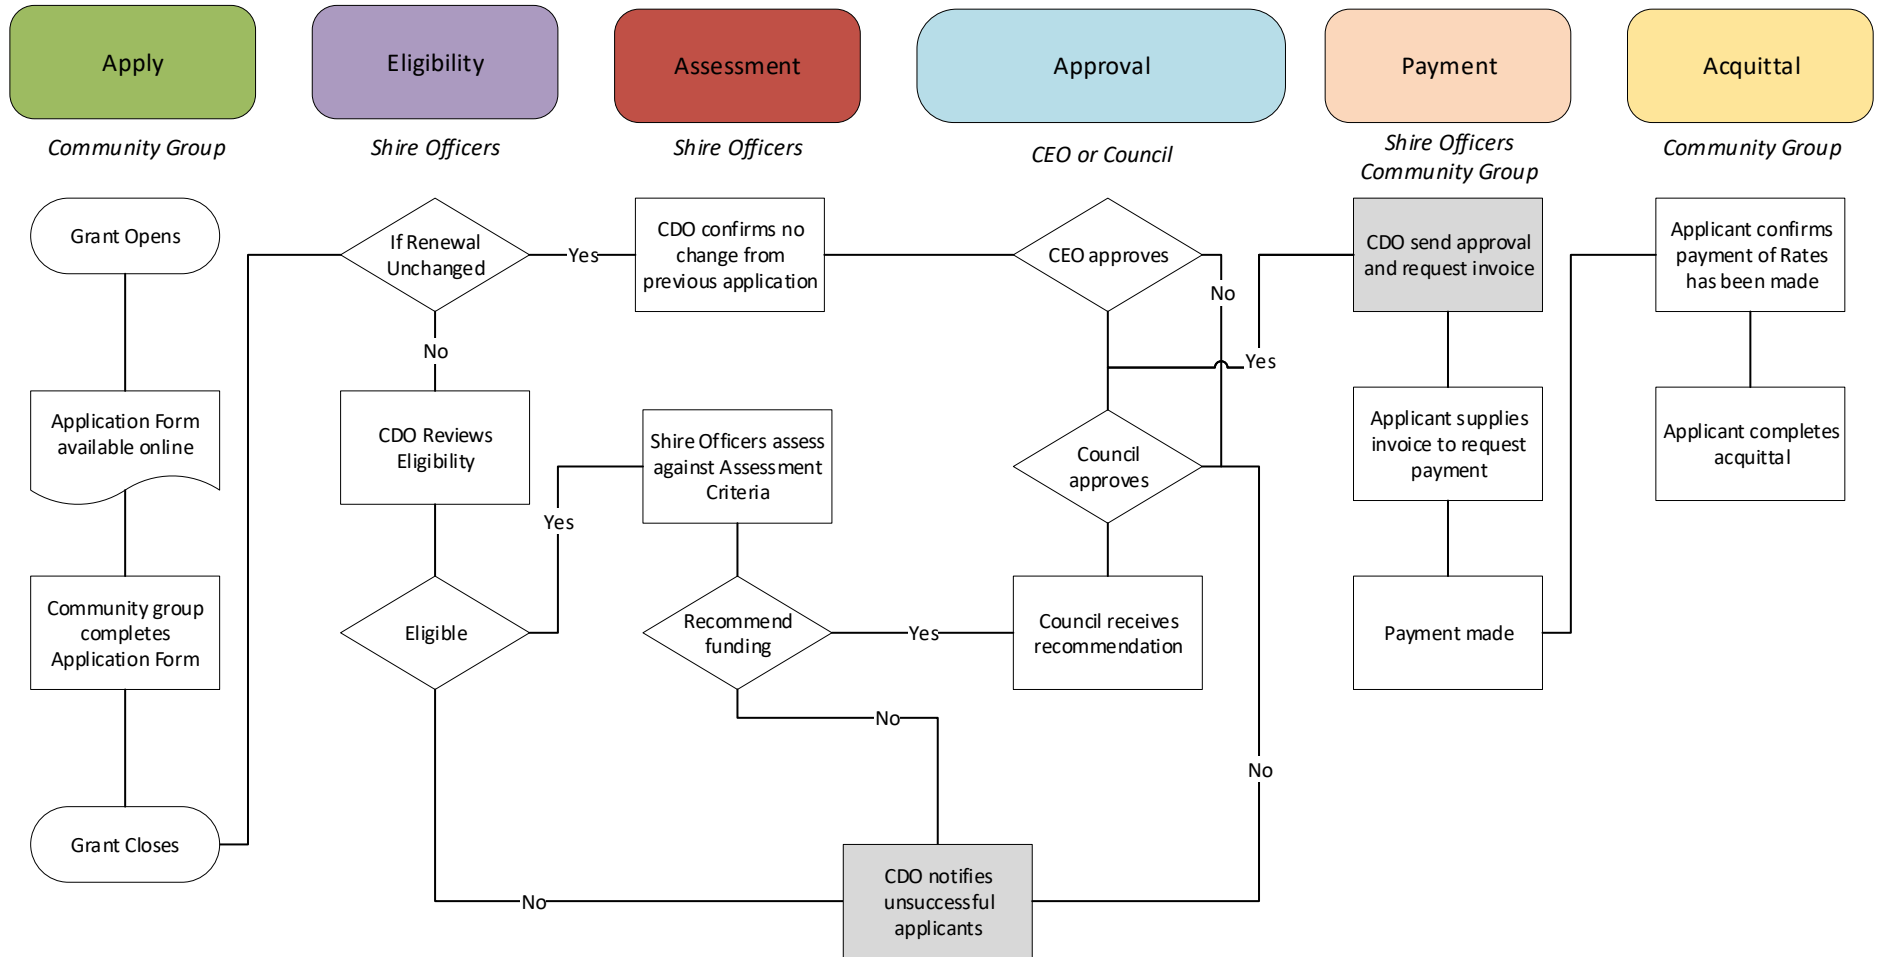 Apply
Eligibility
Assessment
Approval
Payment
Acquittal
Community Group
Shire Officers
Shire Officers
CEO or Council
Shire Officers
Community Group
Community Group
Grant Opens
Application Form
available online
Community group
completes
Application Form
Grant Closes
If Renewal
Unchanged
Yes
No
CDO Reviews
Eligibility
Eligible
Yes
No
CDO confirms no
change from
previous application
Shire Officers assess
against Assessment
Criteria
Recommend
funding
Yes
No
CEO approves
No
Yes
Council
approves
Council receives
recommendation
No
CDO notifies
unsuccessful
applicants
CDO send approval
and request invoice
Applicant supplies
invoice to request
payment
Payment made
Applicant confirms
payment of Rates
has been made
Applicant completes
acquittal